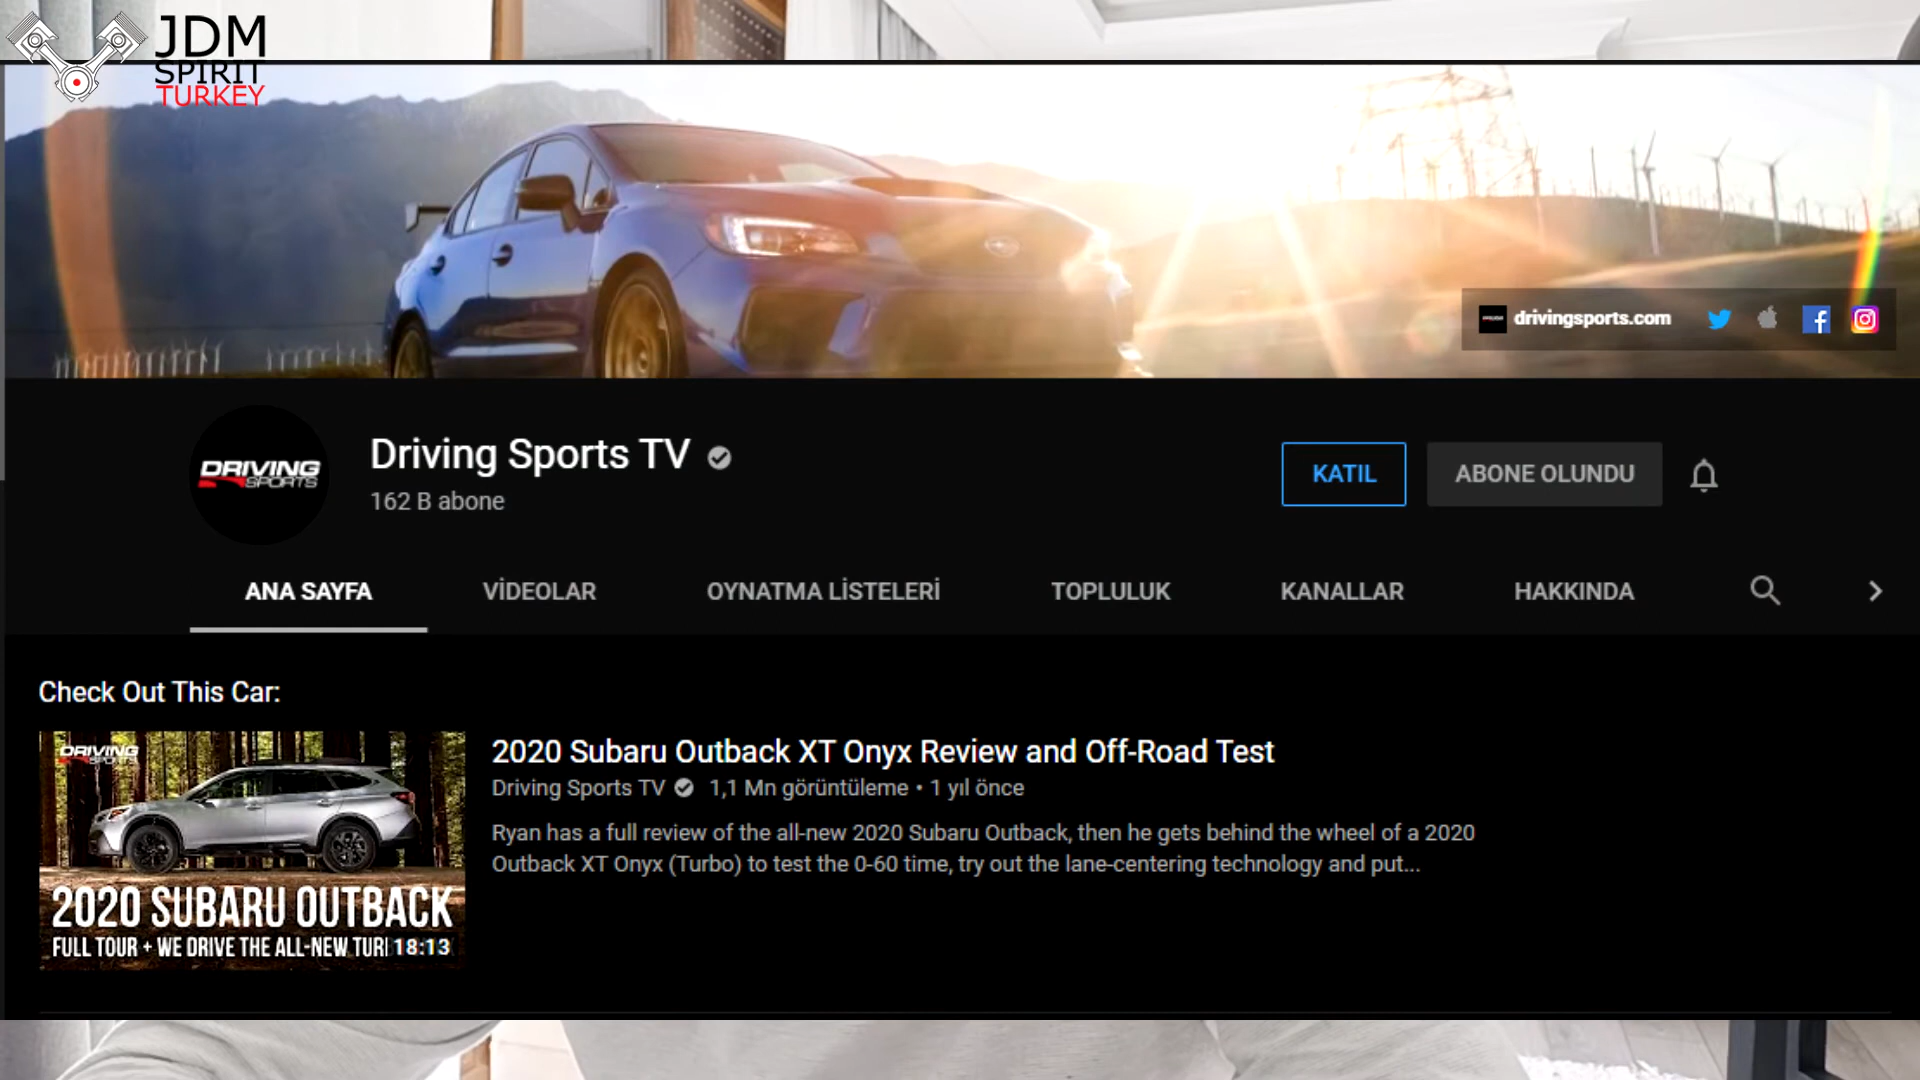 JDM
SPIRIT
TURKEY
drivingsports.com
DRIVING
SPORTS
Driving Sports TV
162 B abone
KATIL
ABONE OLUNDU
ANA SAYFA
VİDEOLAR
OYNATMA LİSTELERİ
TOPLULUK
KANALLAR
HAKKINDA
Check Out This Car:
DRIVING
SPORTS
2020 SUBARU OUTBACK
FULL TOUR + WE DRIVE THE ALL-NEW TUR
18:13
2020 Subaru Outback XT Onyx Review and Off-Road Test
Driving Sports TV 1,1 Mn görüntüleme • 1 yıl önce
Ryan has a full review of the all-new 2020 Subaru Outback, then he gets behind the wheel of a 2020
Outback XT Onyx (Turbo) to test the 0-60 time, try out the lane-centering technology and put...